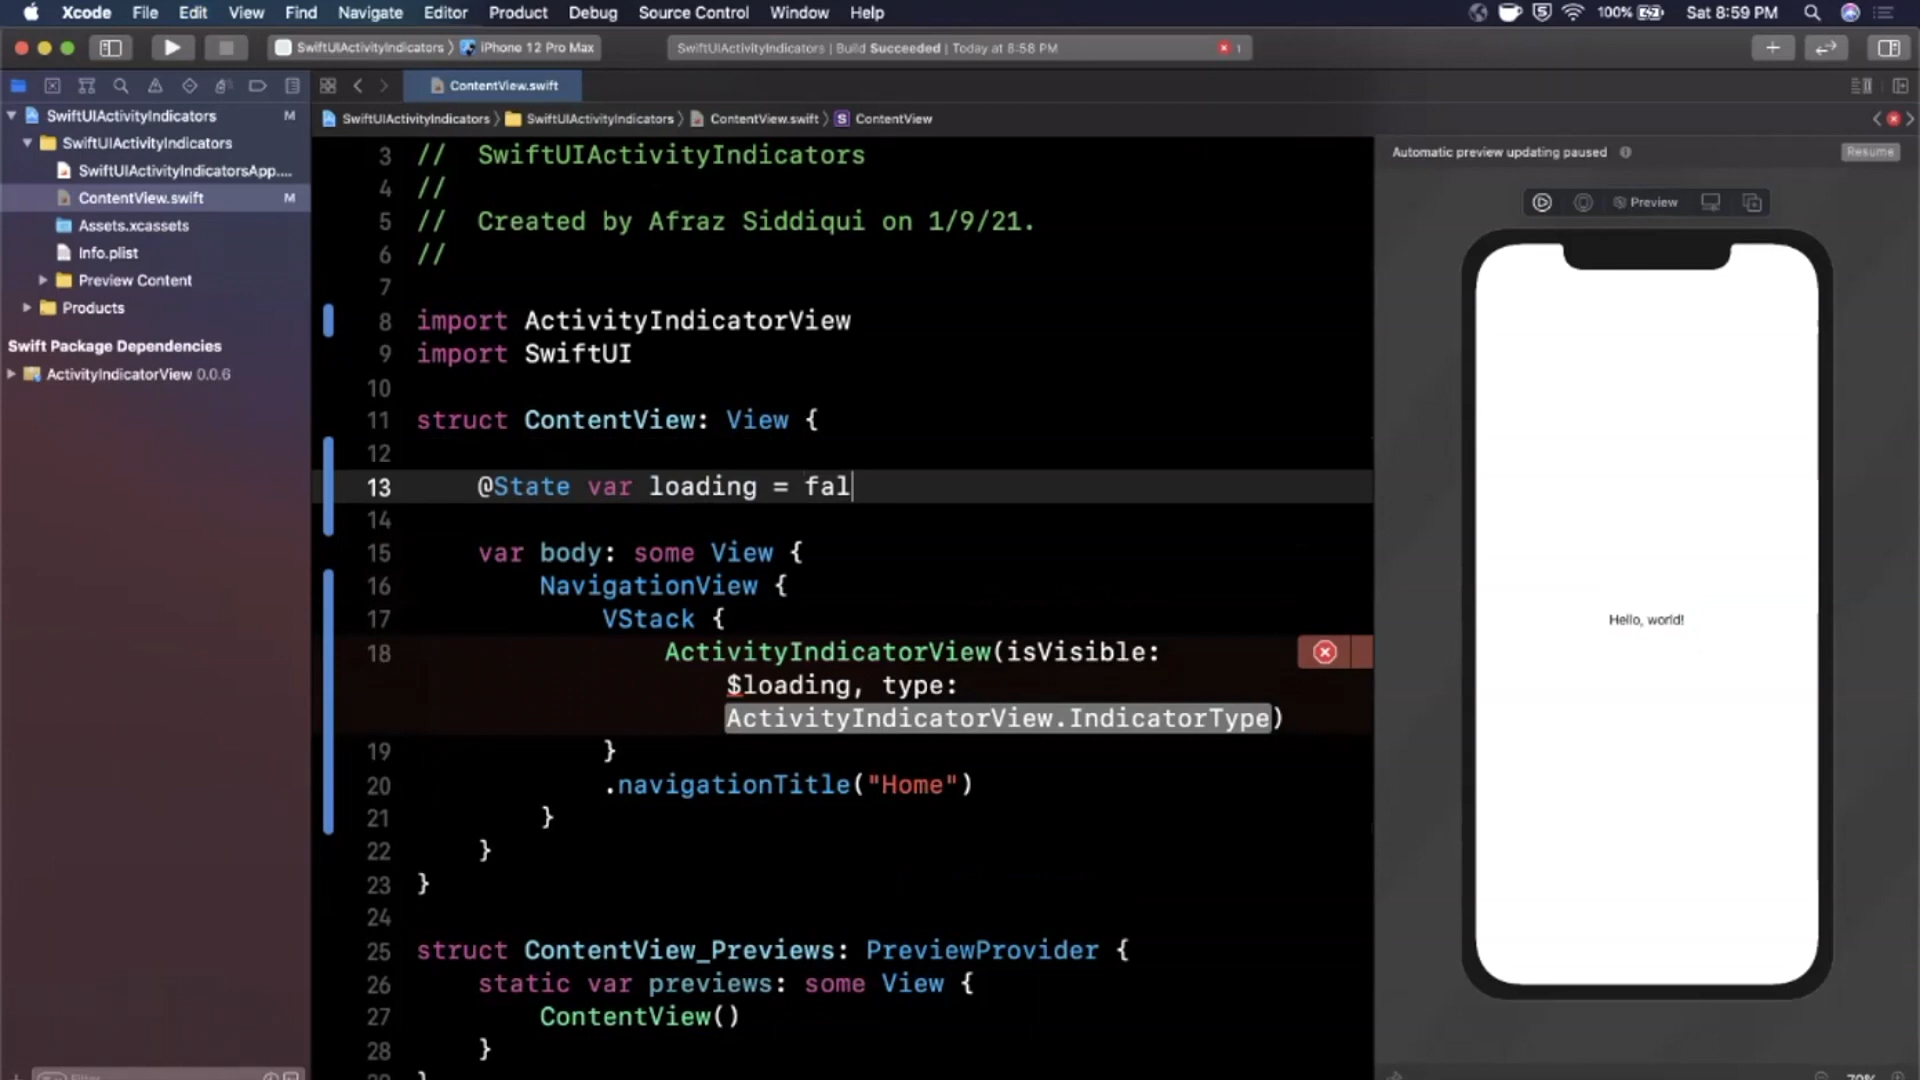 Xcode File Edit View Find Navigate Editor Product Debug Source Control Window Help 100% Sat 8:59 PM
SwiftUIActivityIndicators iPhone 12 Pro Max
SwiftUIActivityIndicators | Build Succeeded | Today at 8:58 PM 1
ContentView.swift
SwiftUIActivityIndicators M
SwiftUIActivityIndicators
SwiftUIActivityIndicatorsApp....
ContentView.swift M
Assets.xcassets
Info.plist
Preview Content
Products
Swift Package Dependencies
ActivityIndicatorView 0.0.6
SwiftUIActivityIndicators SwiftUIActivityIndicators ContentView.swift S ContentView
3 // SwiftUIActivityIndicators
4 //
5 // Created by Afraz Siddiqui on 1/9/21.
6 //
7
8 import ActivityIndicatorView
9 import SwiftUI
10
11 struct ContentView: View {
12
13 @State var loading = fal
14
15 var body: some View {
16 NavigationView {
17 VStack {
18 ActivityIndicatorView(isVisible:
$loading, type:
ActivityIndicatorView.IndicatorType)
19 }
20 .navigationTitle("Home")
21 }
22 }
23 }
24
25 struct ContentView_Previews: PreviewProvider {
26 static var previews: some View {
27 ContentView()
28 }
Automatic preview updating paused
Resume
Preview
Hello, world!